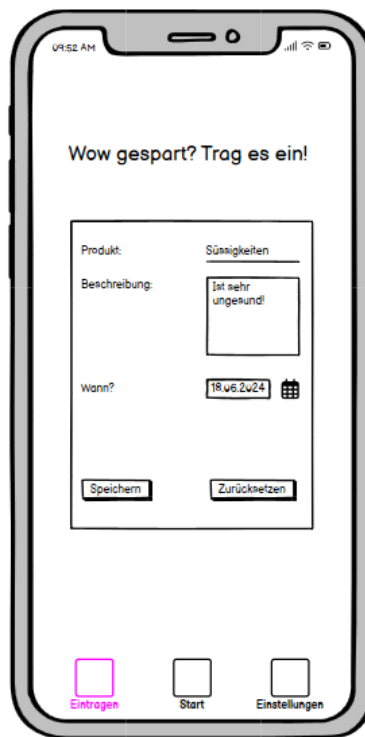 09:52 AM
Wow gespart? Trag es ein!
Produkt: Süssigkeiten
Beschreibung: Ist sehr
ungesund!
Wann? 18.06.2024
Speichern Zurücksetzen
Eintragen Start Einstellungen